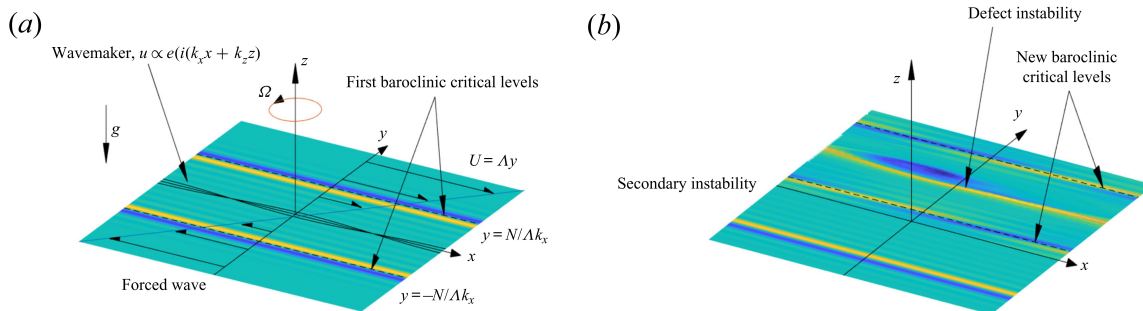 (a)
Wavemaker, u ∝ e(i(kₓx + k_z z)
z
First baroclinic critical levels
Ω
g
y
U = Λy
y = N/Λkₓ
x
Forced wave
y = –N/Λkₓ
(b)
Defect instability
New baroclinic
critical levels
z
y
Secondary instability
x